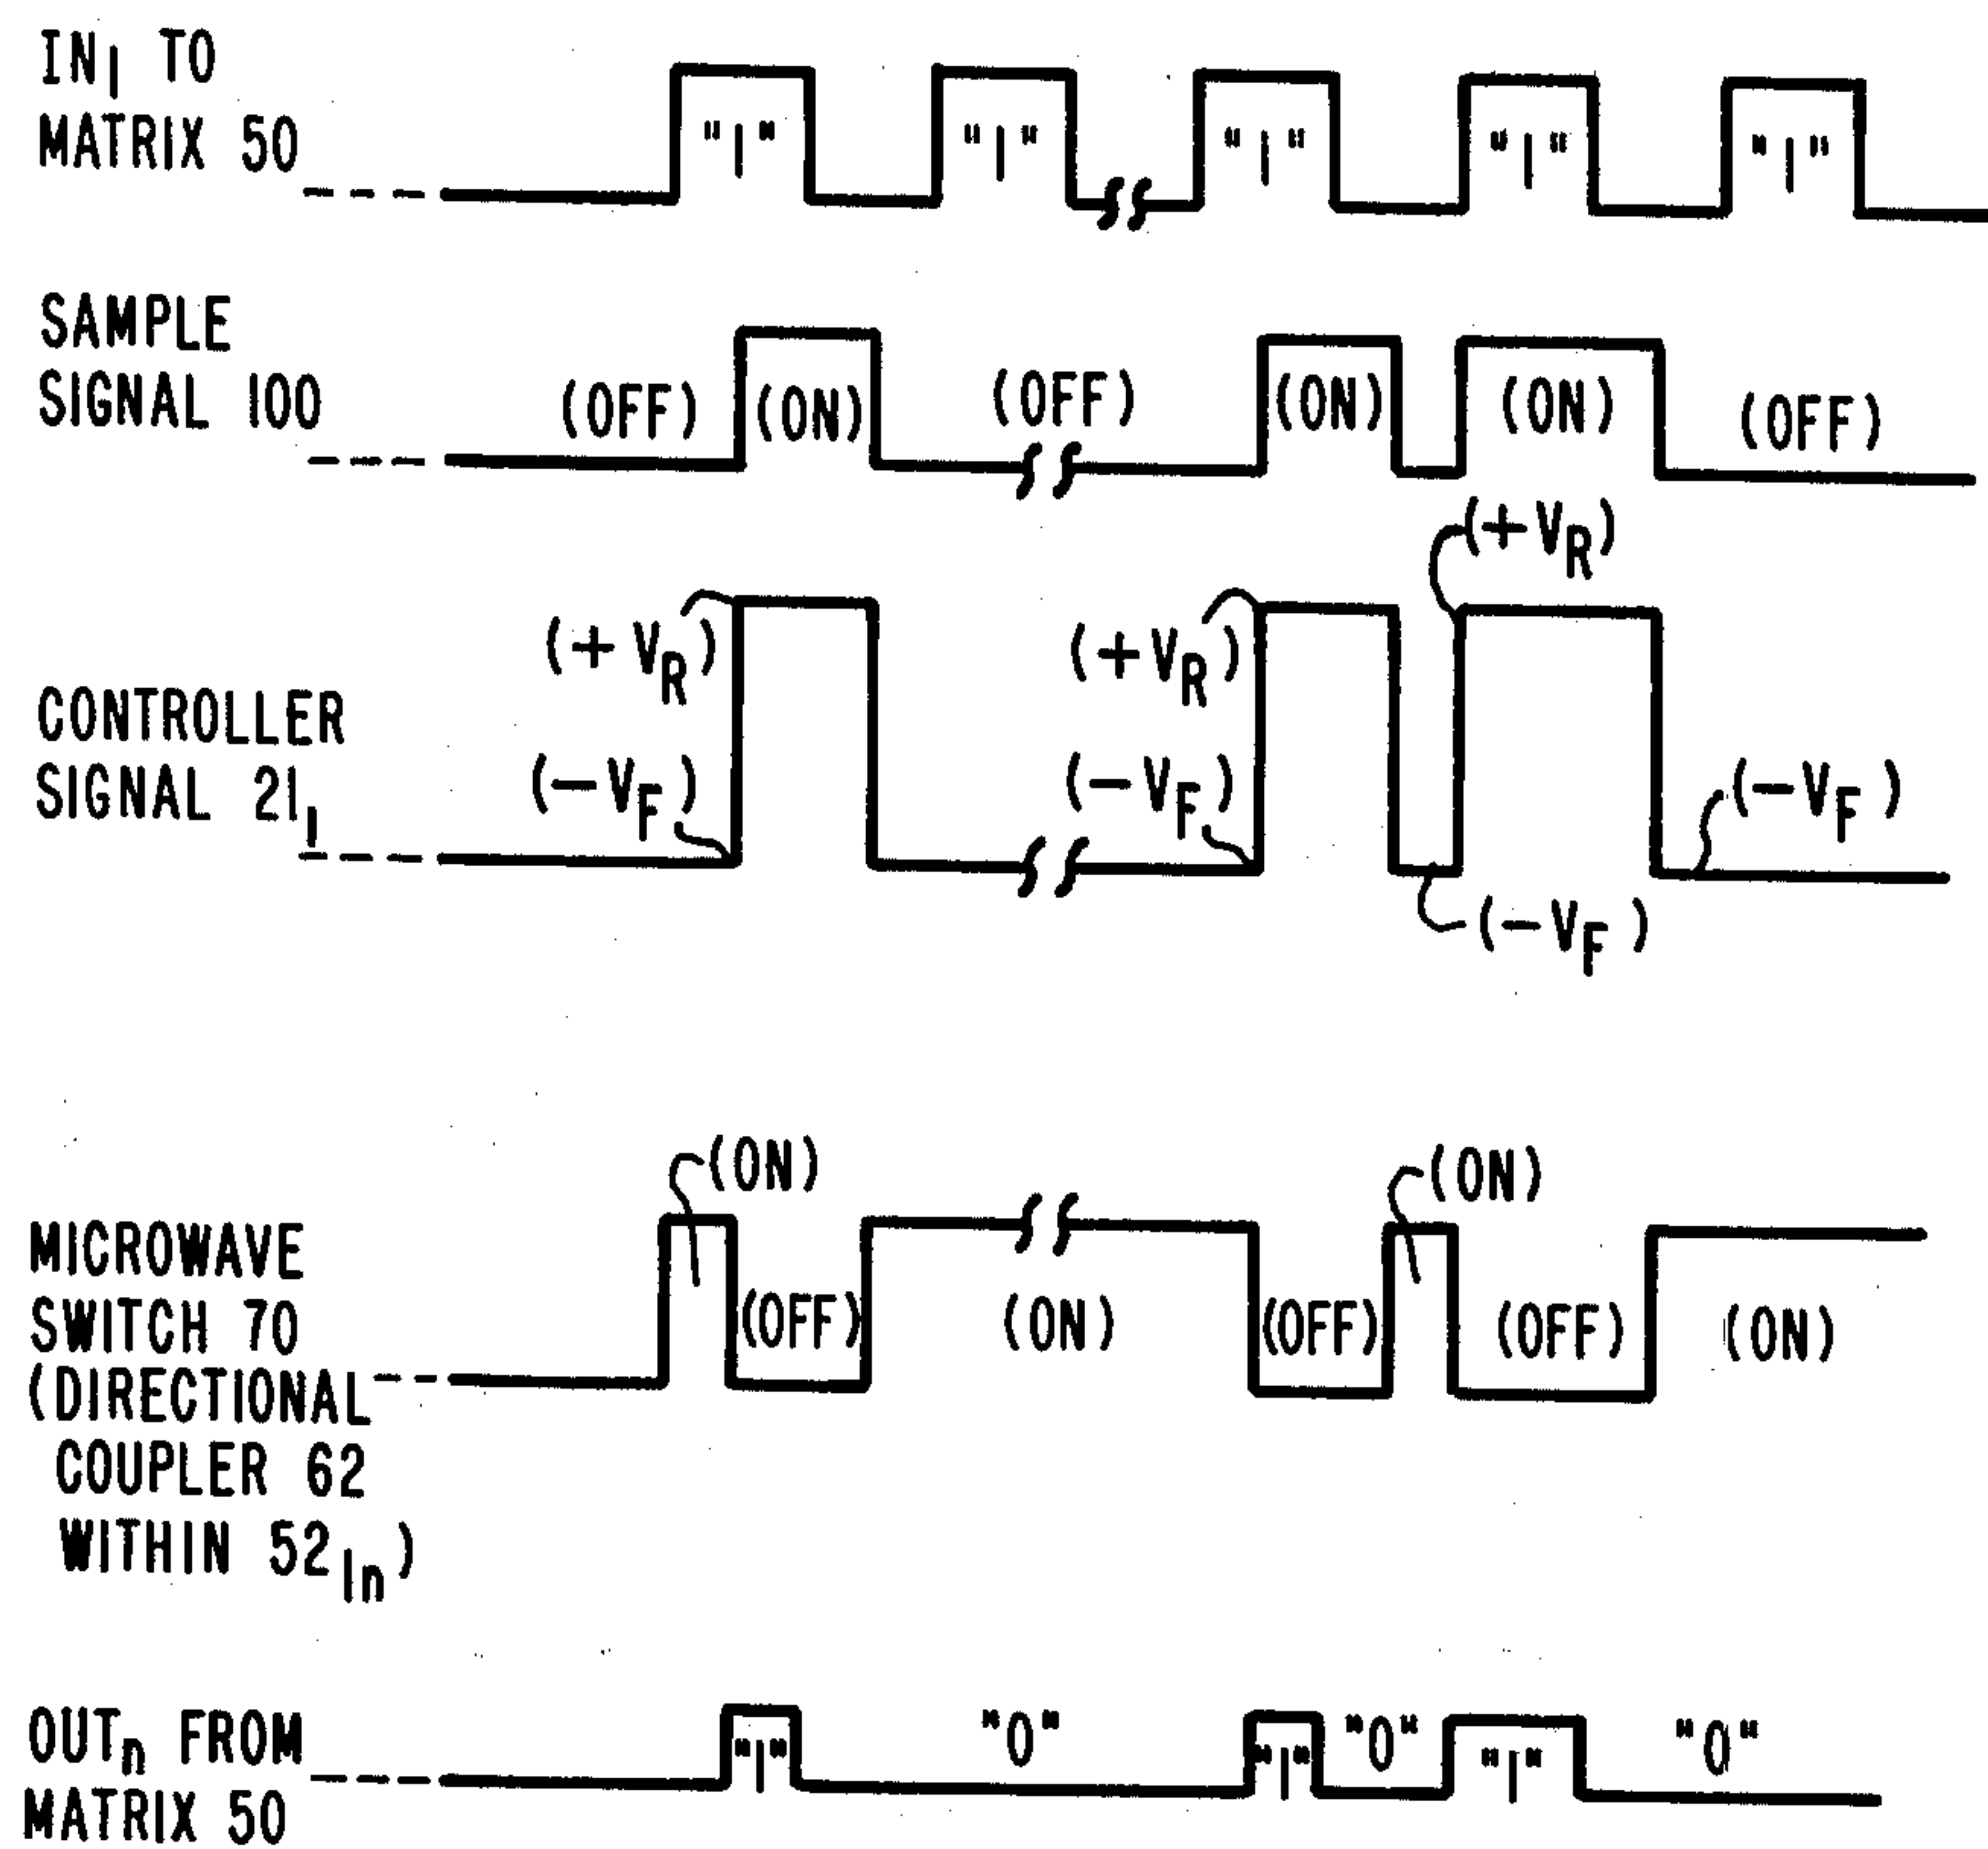 IN1 TO
MATRIX 50
"1" "1" "1" "1" "1"
SAMPLE
SIGNAL 100
(OFF) (ON) (OFF) (ON) (ON) (OFF)
(+VR)
(+VR) (+VR)
CONTROLLER
SIGNAL 211
(-VF) (-VF) (-VF)
(-VF)
(ON) (ON)
MICROWAVE
SWITCH 70
(DIRECTIONAL
COUPLER 62
WITHIN 521n)
(OFF) (ON) (OFF) (OFF) (ON)
OUTn FROM
MATRIX 50
"1" "0" "1" "0" "1" "0"